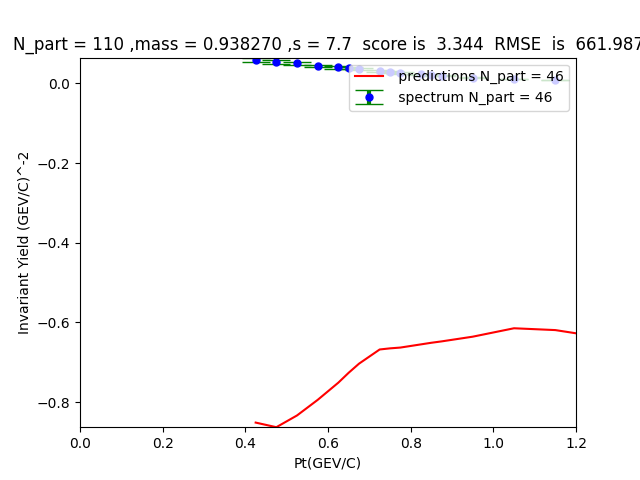 N_part = 110 ,mass = 0.938270 ,s = 7.7  score is  3.344  RMSE  is  661.987
predictions N_part = 46
spectrum N_part = 46
Invariant Yield (GEV/C)^-2
0.0
−0.2
−0.4
−0.6
−0.8
0.0 0.2 0.4 0.6 0.8 1.0 1.2
Pt(GEV/C)